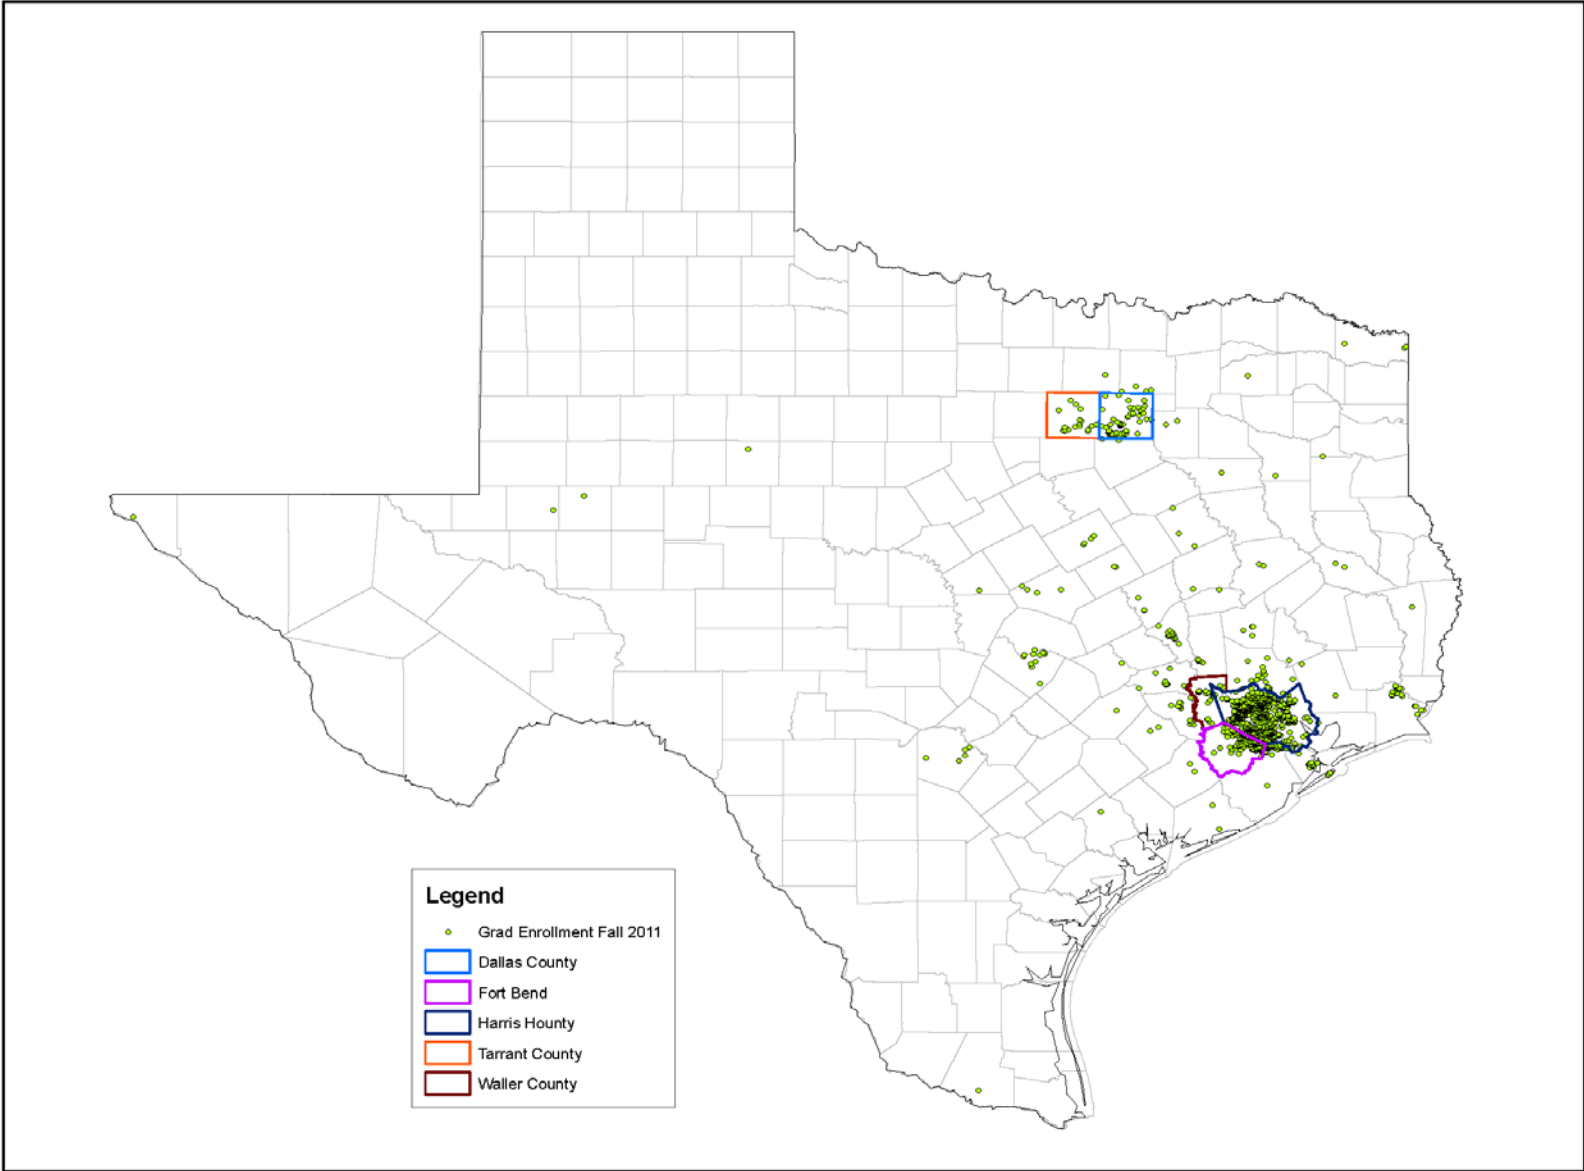 Legend
Grad Enrollment Fall 2011
Dallas County
Fort Bend
Harris Hounty
Tarrant County
Waller County